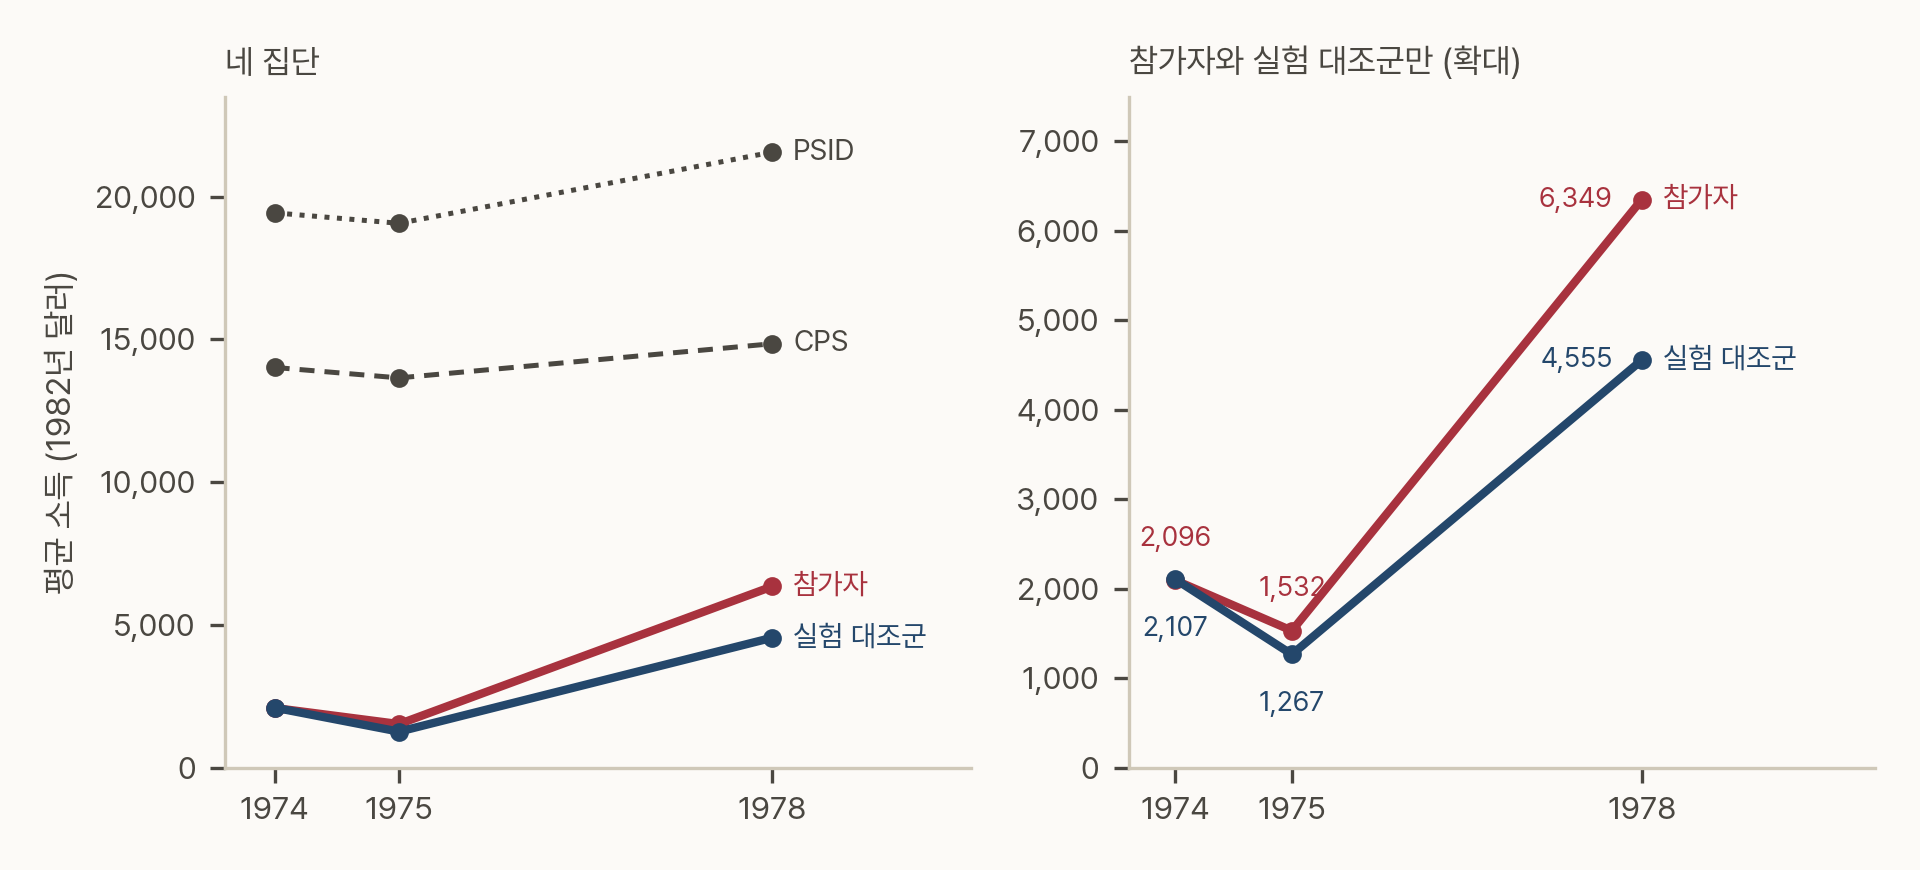 네 집단
평균 소득 (1982년 달러)
20,000
15,000
10,000
5,000
0
1974
1975
1978
PSID
CPS
참가자
실험 대조군
참가자와 실험 대조군만 (확대)
7,000
6,000
5,000
4,000
3,000
2,000
1,000
0
1974
1975
1978
6,349
참가자
4,555
실험 대조군
2,096
1,532
2,107
1,267